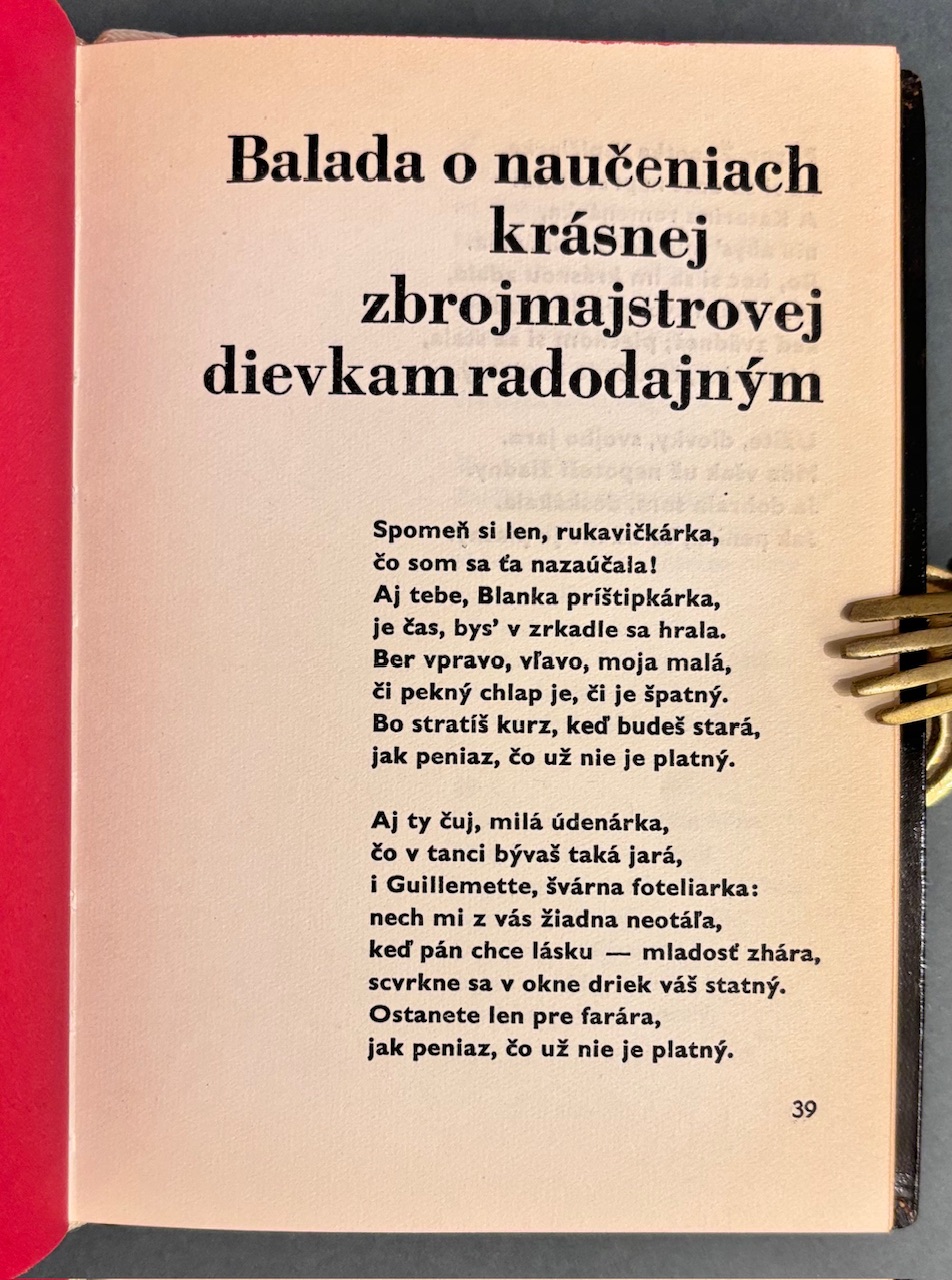 Balada o naučeniach
krásnej
zbrojmajstrovej
dievkam radodajným
Spomeň si len, rukavičkárka,
čo som sa ťa nazaúčala!
Aj tebe, Blanka príštipkárka,
je čas, bys’ v zrkadle sa hrala.
Ber vpravo, vľavo, moja malá,
či pekný chlap je, či je špatný.
Bo stratíš kurz, keď budeš stará,
jak peniaz, čo už nie je platný.
Aj ty čuj, milá údenárka,
čo v tanci bývaš taká jará,
i Guillemette, švárna foteliarka:
nech mi z vás žiadna neotáľa,
keď pán chce lásku — mladosť zhára,
scvrkne sa v okne driek váš statný.
Ostanete len pre farára,
jak peniaz, čo už nie je platný.
39